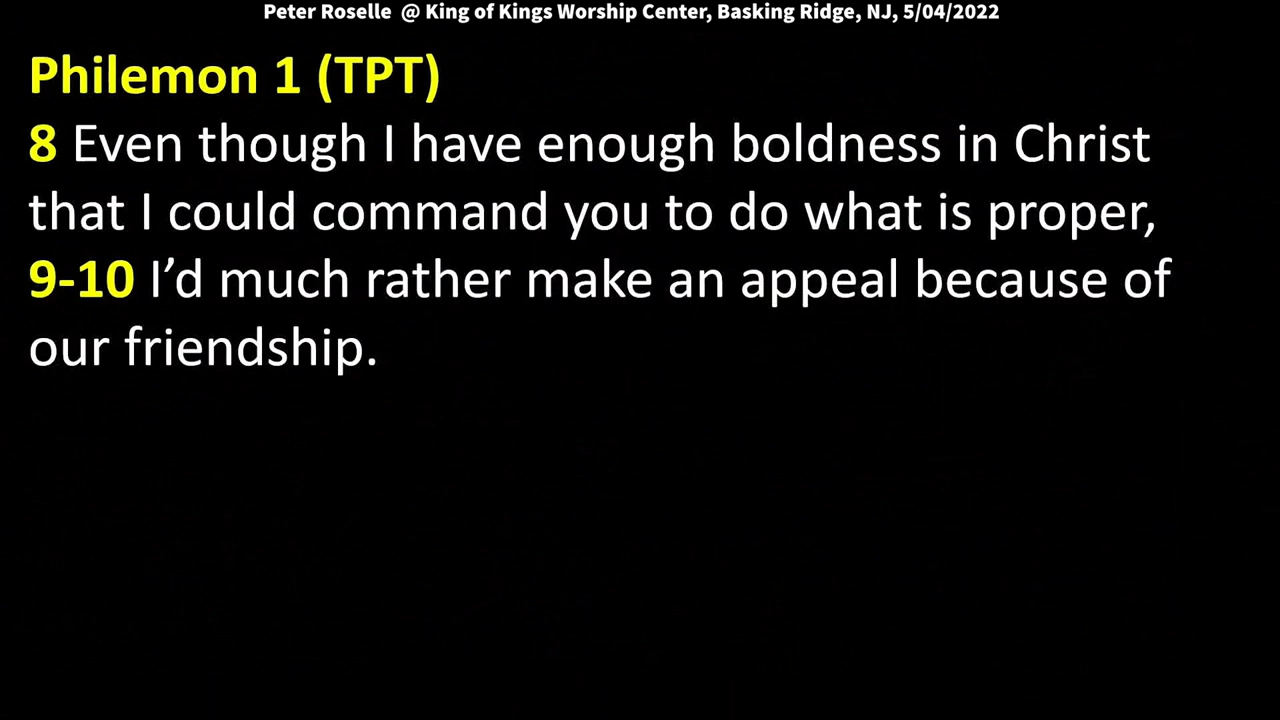 Peter Roselle @ King of Kings Worship Center, Basking Ridge, NJ, 5/04/2022
Philemon 1 (TPT)
8 Even though I have enough boldness in Christ
that I could command you to do what is proper,
9-10 I’d much rather make an appeal because of
our friendship.